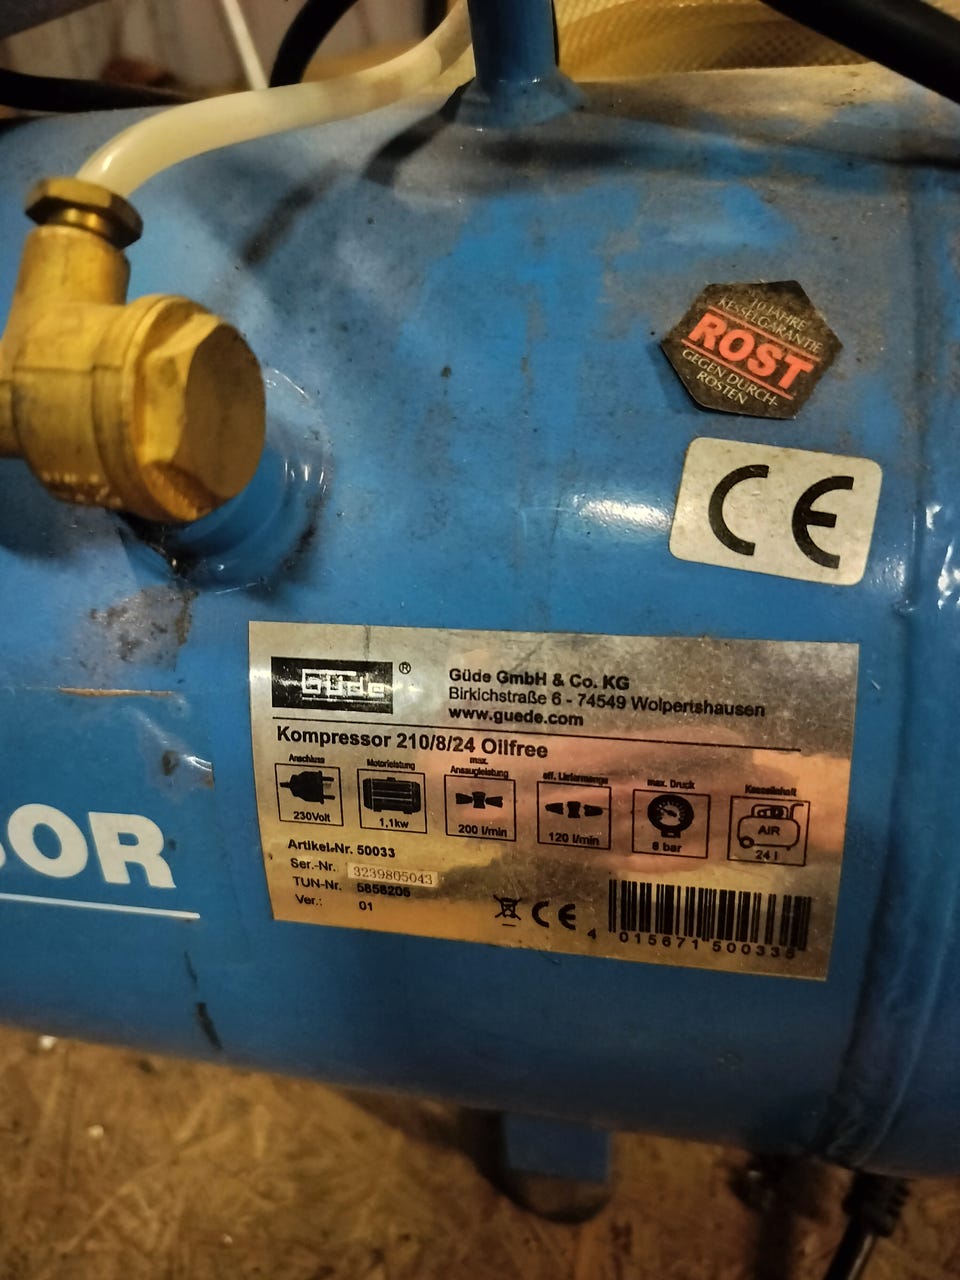 10 JAHRE
KESSELGARANTIE
ROST
GEGEN DURCH-
ROSTEN
CE
Güde ®
Güde GmbH & Co. KG
Birkichstraße 6 - 74549 Wolpertshausen
www.guede.com
Kompressor 210/8/24 Oilfree
Anschluss
230Volt
Motorleistung
1,1kw
max.
Ansaugleistung
200 l/min
eff. Liefermenge
120 l/min
max. Druck
8 bar
Kesselinhalt
AIR
24 l
Artikel-Nr. 50033
Ser.-Nr. 3239805043
TUN-Nr. 5858206
Ver.: 01
CE
4 015671 500338
OR